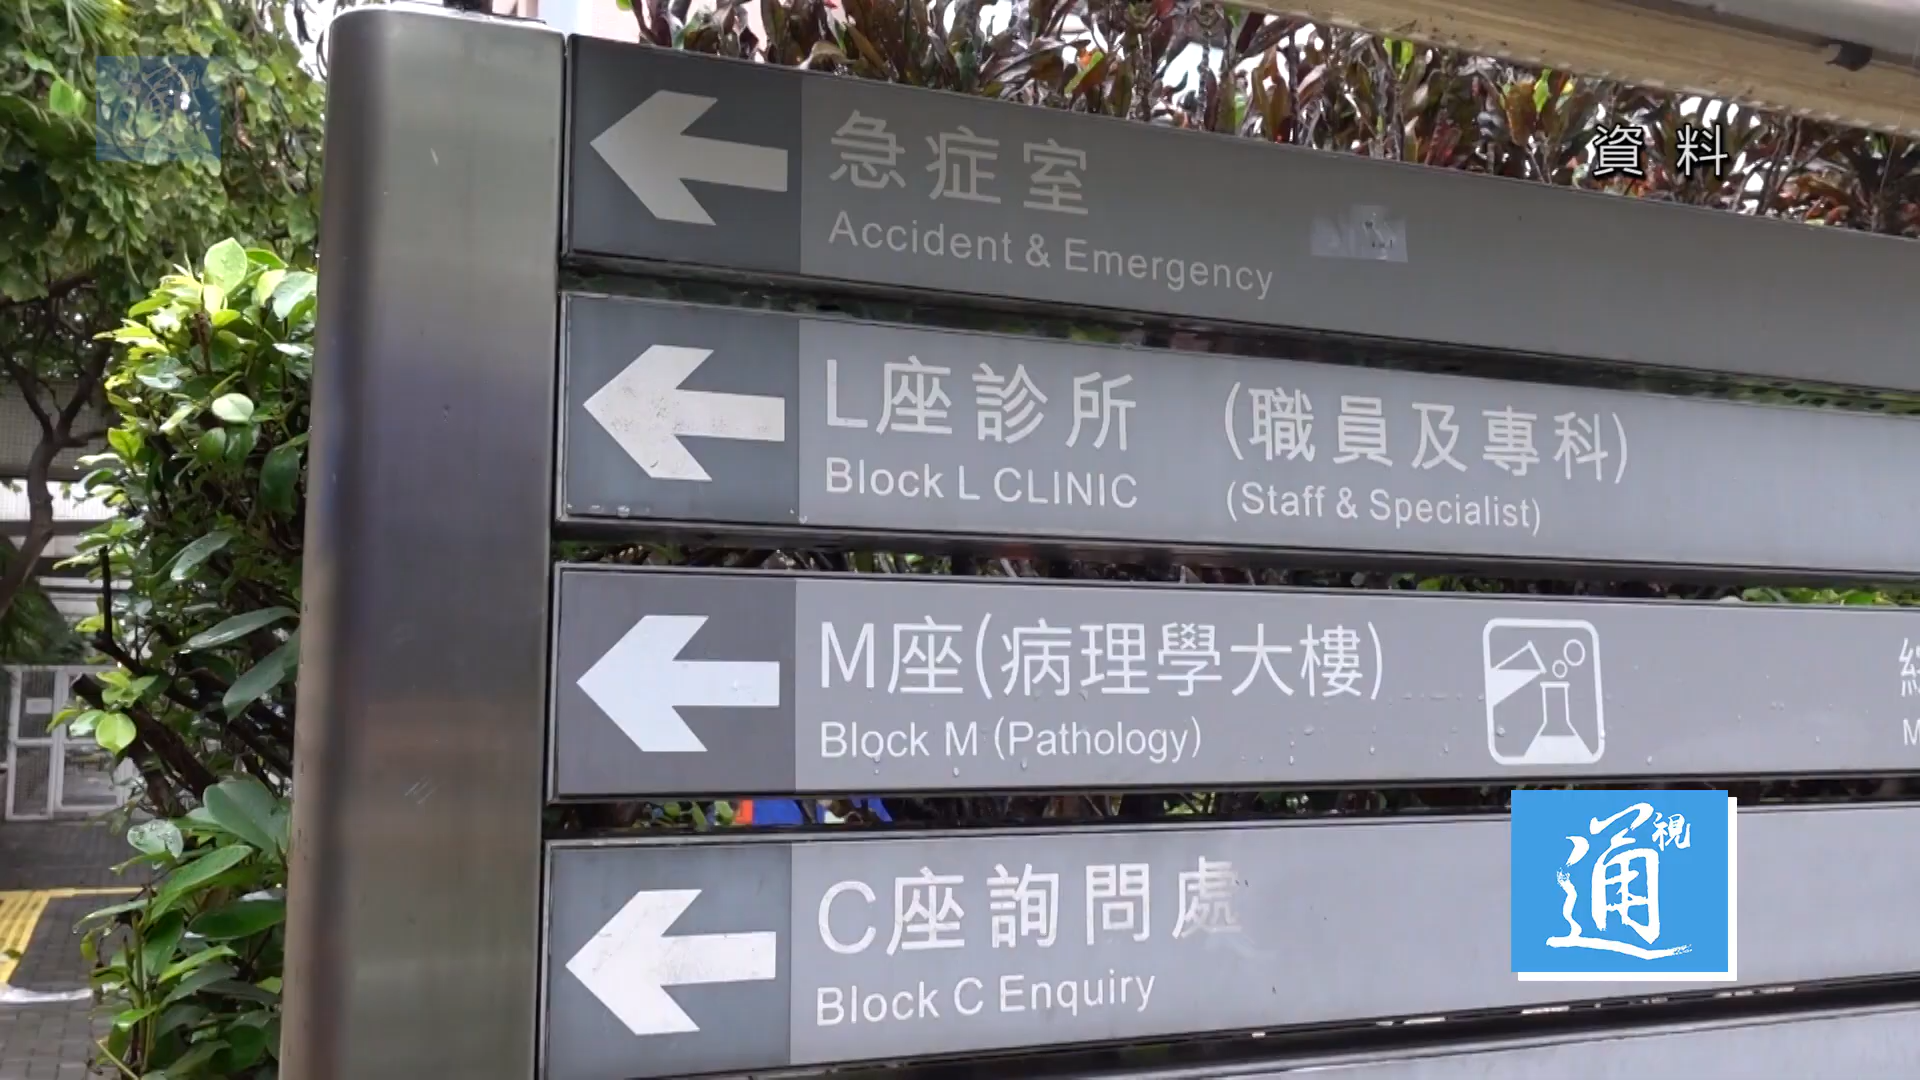 資料
急症室
Accident & Emergency
L座診所 (職員及專科)
Block L CLINIC (Staff & Specialist)
M座(病理學大樓)
Block M (Pathology)
C座詢問處
Block C Enquiry
視通